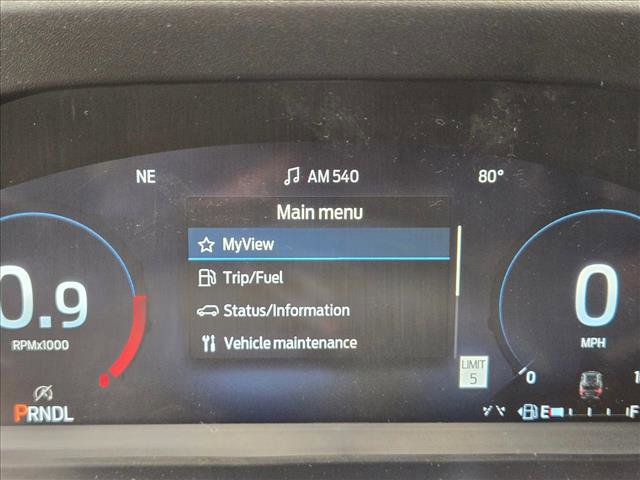 NE
AM 540
80°
Main menu
MyView
Trip/Fuel
Status/Information
Vehicle maintenance
0.9
RPMx1000
0
MPH
LIMIT
5
0
1
PRNDL
E
F